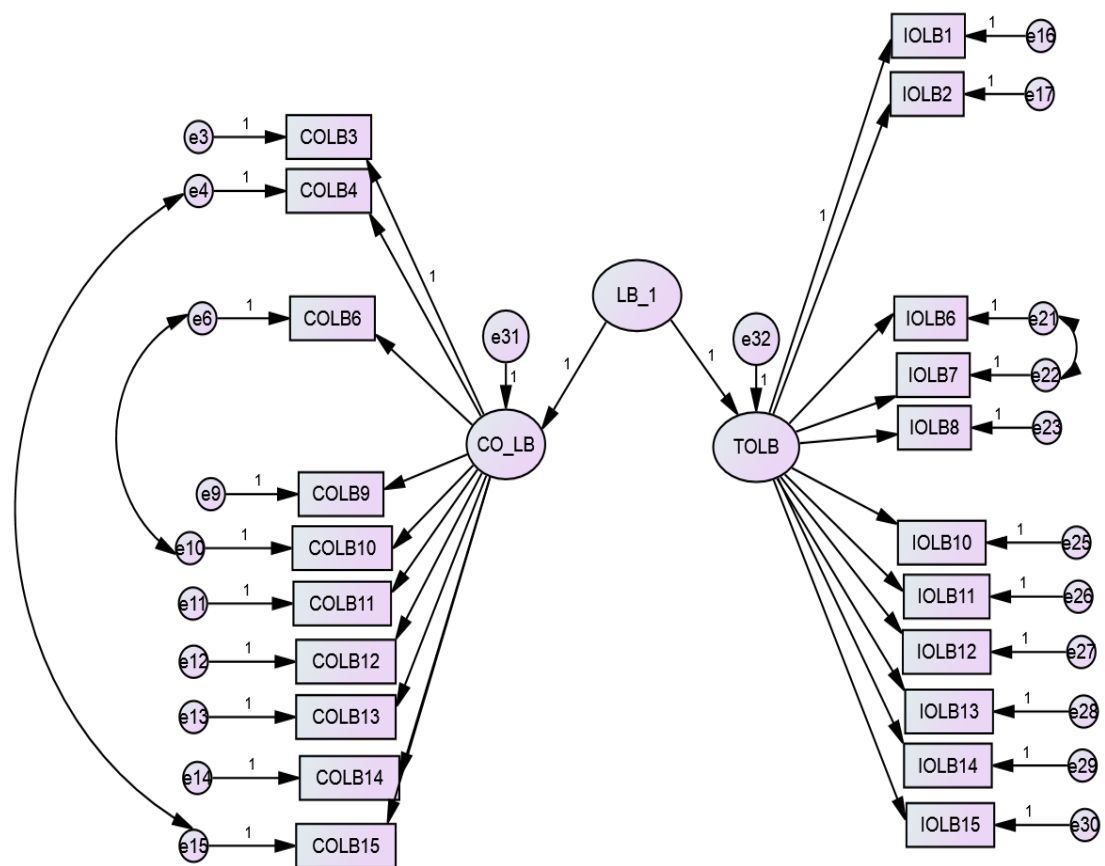 e3 1 COLB3
e4 1 COLB4
e6 1 COLB6
e9 1 COLB9
e10 1 COLB10
e11 1 COLB11
e12 1 COLB12
e13 1 COLB13
e14 1 COLB14
e15 1 COLB15
1
e31
1
CO_LB
1
LB_1
1
e32
1
TOLB
1
IOLB1 1 e16
IOLB2 1 e17
IOLB6 1 e21
IOLB7 1 e22
IOLB8 1 e23
IOLB10 1 e25
IOLB11 1 e26
IOLB12 1 e27
IOLB13 1 e28
IOLB14 1 e29
IOLB15 1 e30